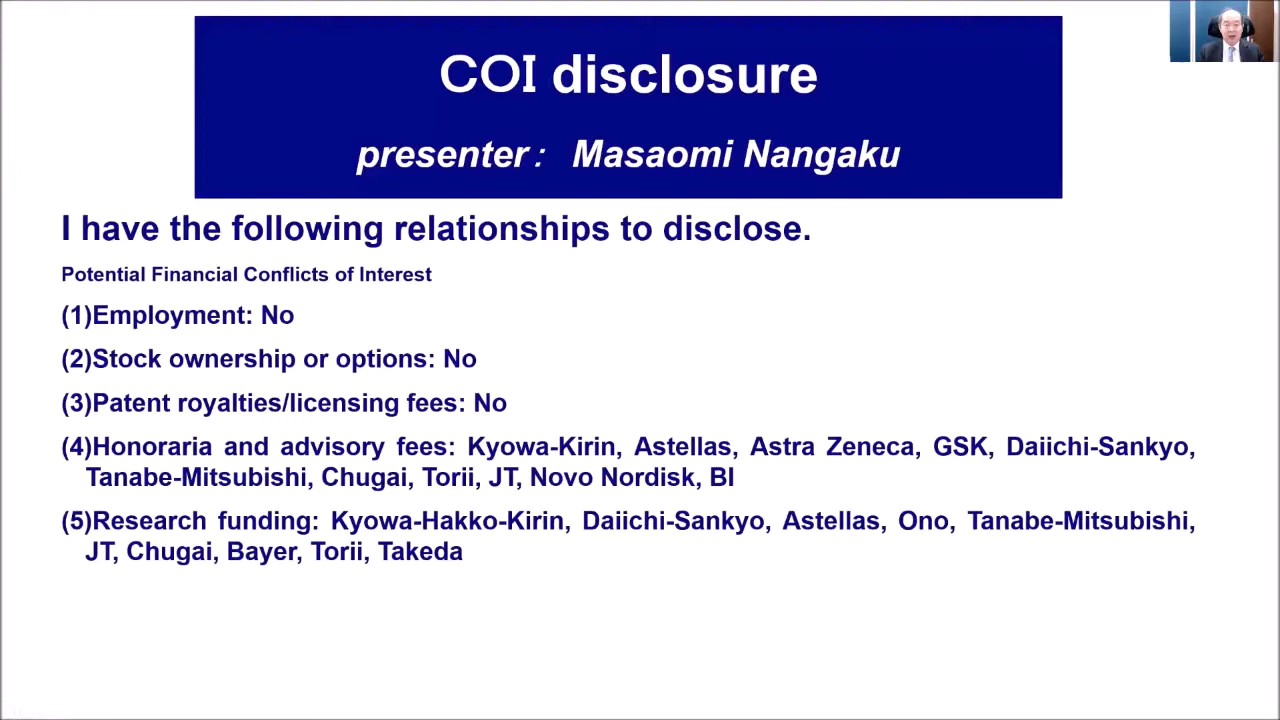 COI disclosure
presenter： Masaomi Nangaku
I have the following relationships to disclose.
Potential Financial Conflicts of Interest
(1)Employment: No
(2)Stock ownership or options: No
(3)Patent royalties/licensing fees: No
(4)Honoraria and advisory fees: Kyowa-Kirin, Astellas, Astra Zeneca, GSK, Daiichi-Sankyo,
Tanabe-Mitsubishi, Chugai, Torii, JT, Novo Nordisk, BI
(5)Research funding: Kyowa-Hakko-Kirin, Daiichi-Sankyo, Astellas, Ono, Tanabe-Mitsubishi,
JT, Chugai, Bayer, Torii, Takeda